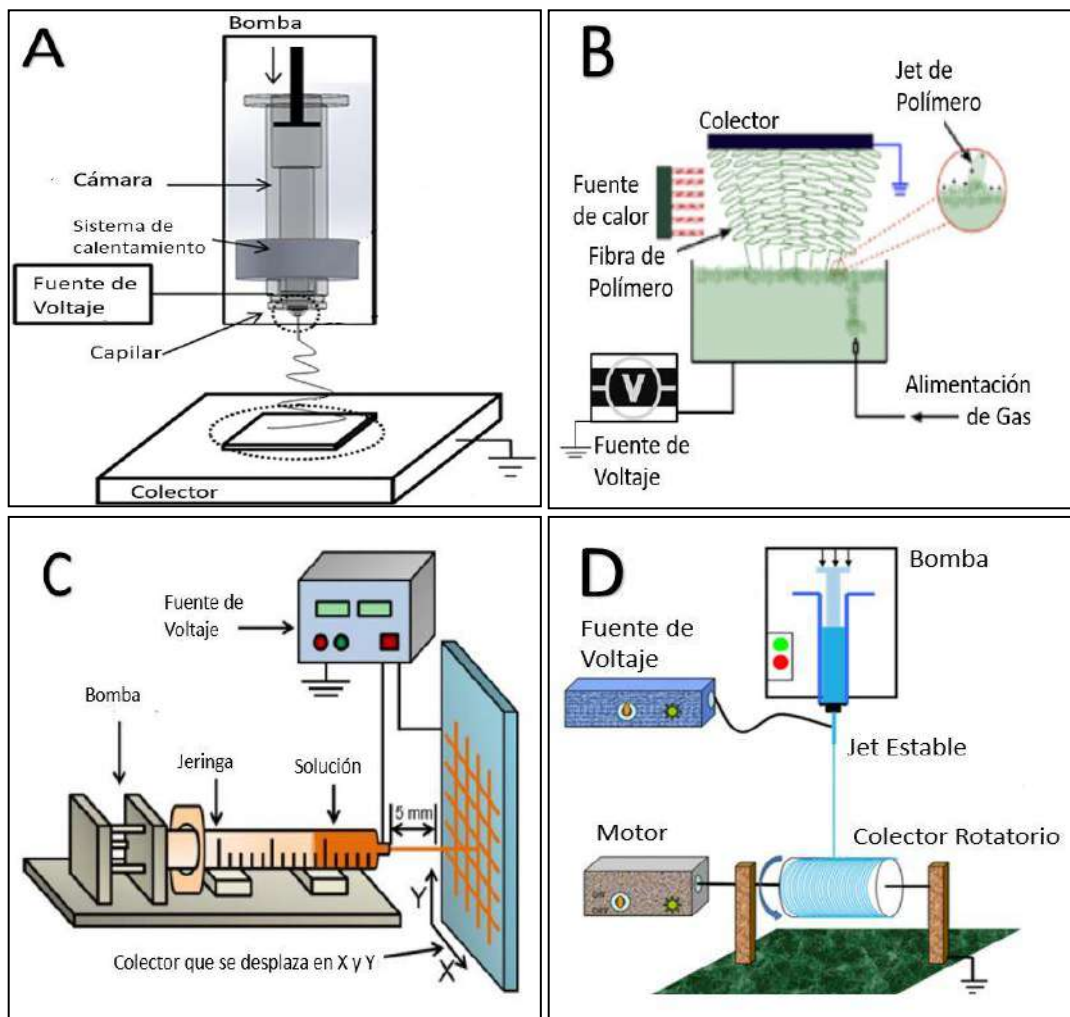 A
Bomba
Cámara
Sistema de
calentamiento
Fuente de
Voltaje
Capilar
Colector
B
Jet de
Polímero
Colector
Fuente
de calor
Fibra de
Polímero
V
Alimentación
de Gas
Fuente de
Voltaje
C
Fuente de
Voltaje
Bomba
Jeringa
Solución
5 mm
Y
X
Colector que se desplaza en X y Y
D
Bomba
Fuente de
Voltaje
Jet Estable
Motor
Colector Rotatorio
ON
OFF